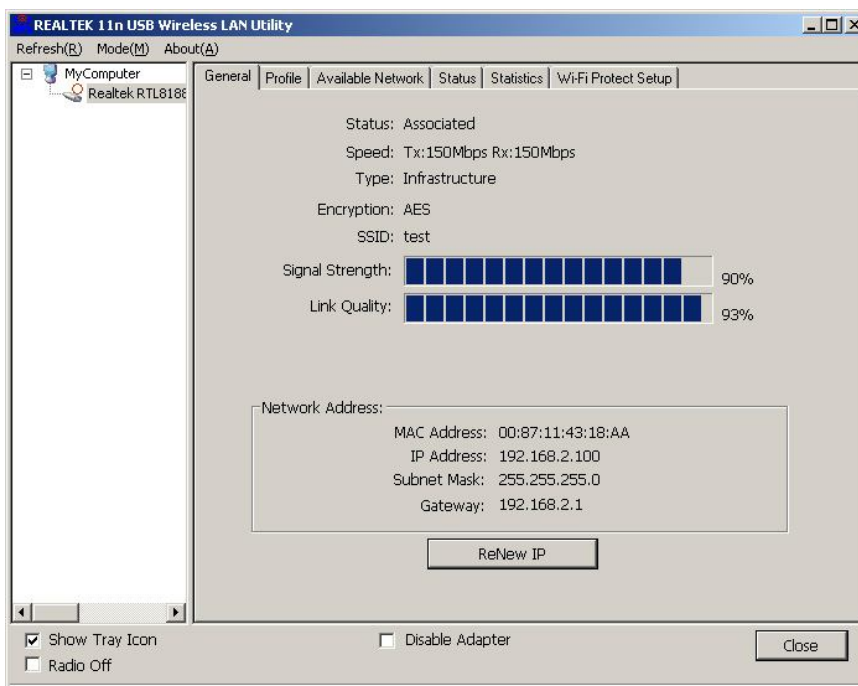 REALTEK 11n USB Wireless LAN Utility
Refresh(R) Mode(M) About(A)
MyComputer
Realtek RTL8188
General Profile Available Network Status Statistics Wi-Fi Protect Setup
Status: Associated
Speed: Tx:150Mbps Rx:150Mbps
Type: Infrastructure
Encryption: AES
SSID: test
Signal Strength: 90%
Link Quality: 93%
Network Address:
MAC Address: 00:87:11:43:18:AA
IP Address: 192.168.2.100
Subnet Mask: 255.255.255.0
Gateway: 192.168.2.1
ReNew IP
Show Tray Icon Disable Adapter Close
Radio Off